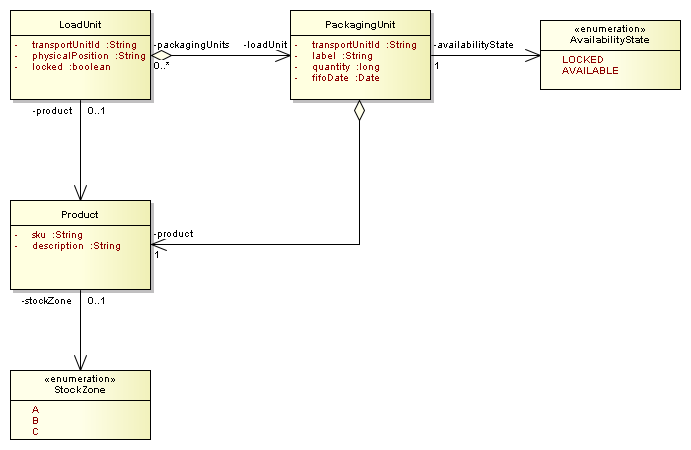 LoadUnit
- transportUnitId :String
- physicalPosition :String
- locked :boolean
-packagingUnits
0..*
-loadUnit
PackagingUnit
- transportUnitId :String
- label :String
- quantity :long
- fifoDate :Date
-availabilityState
1
«enumeration»
AvailabilityState
LOCKED
AVAILABLE
-product
0..1
Product
- sku :String
- description :String
-product
1
-stockZone
0..1
«enumeration»
StockZone
A
B
C